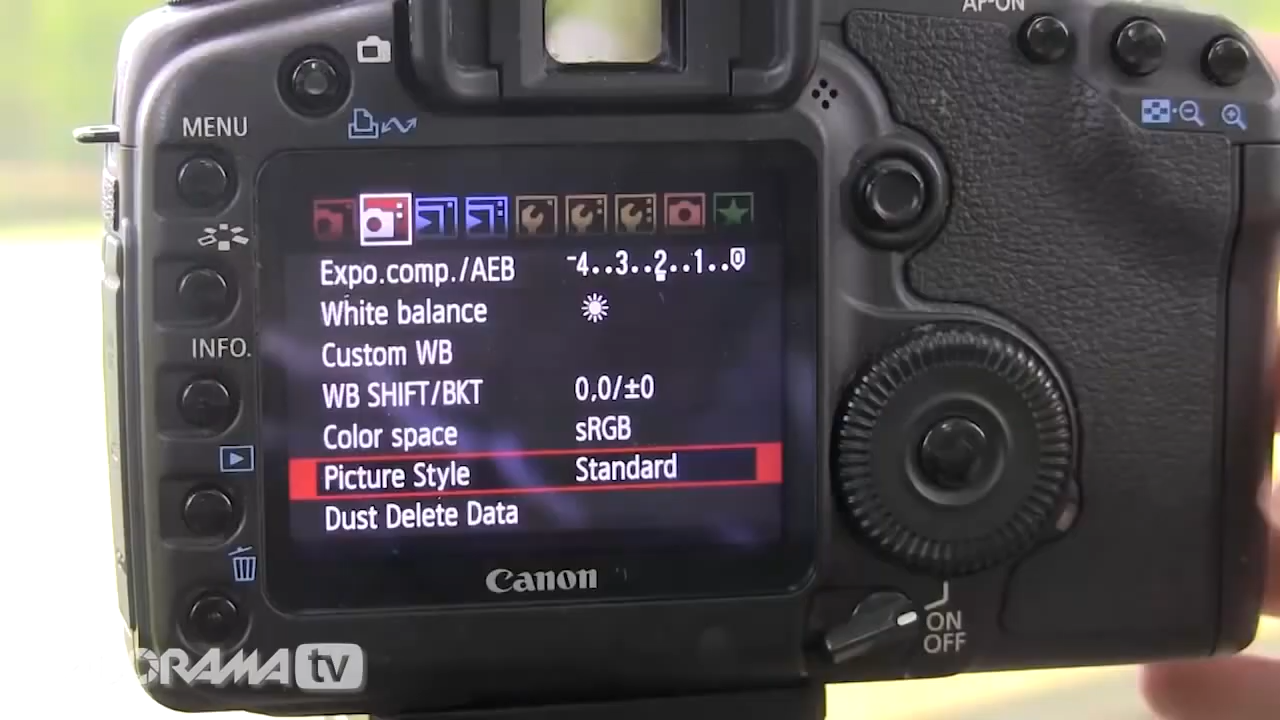 AF-ON
MENU
Expo.comp./AEB -4..3..2..1..0
White balance
Custom WB
INFO.
WB SHIFT/BKT 0,0/±0
Color space sRGB
Picture Style Standard
Dust Delete Data
Canon
ON
OFF
ORAMA tv